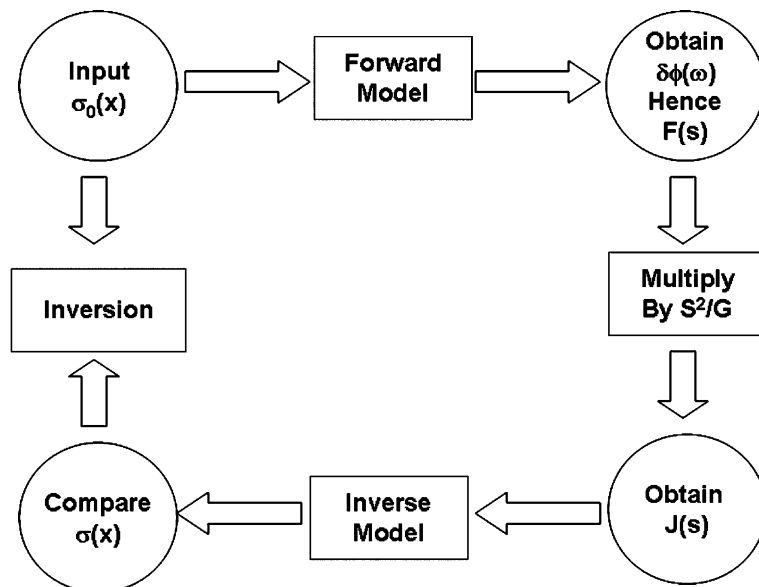 Input
σ₀(x)
Forward
Model
Obtain
δϕ(ω)
Hence
F(s)
Inversion
Multiply
By S²/G
Compare
σ(x)
Inverse
Model
Obtain
J(s)